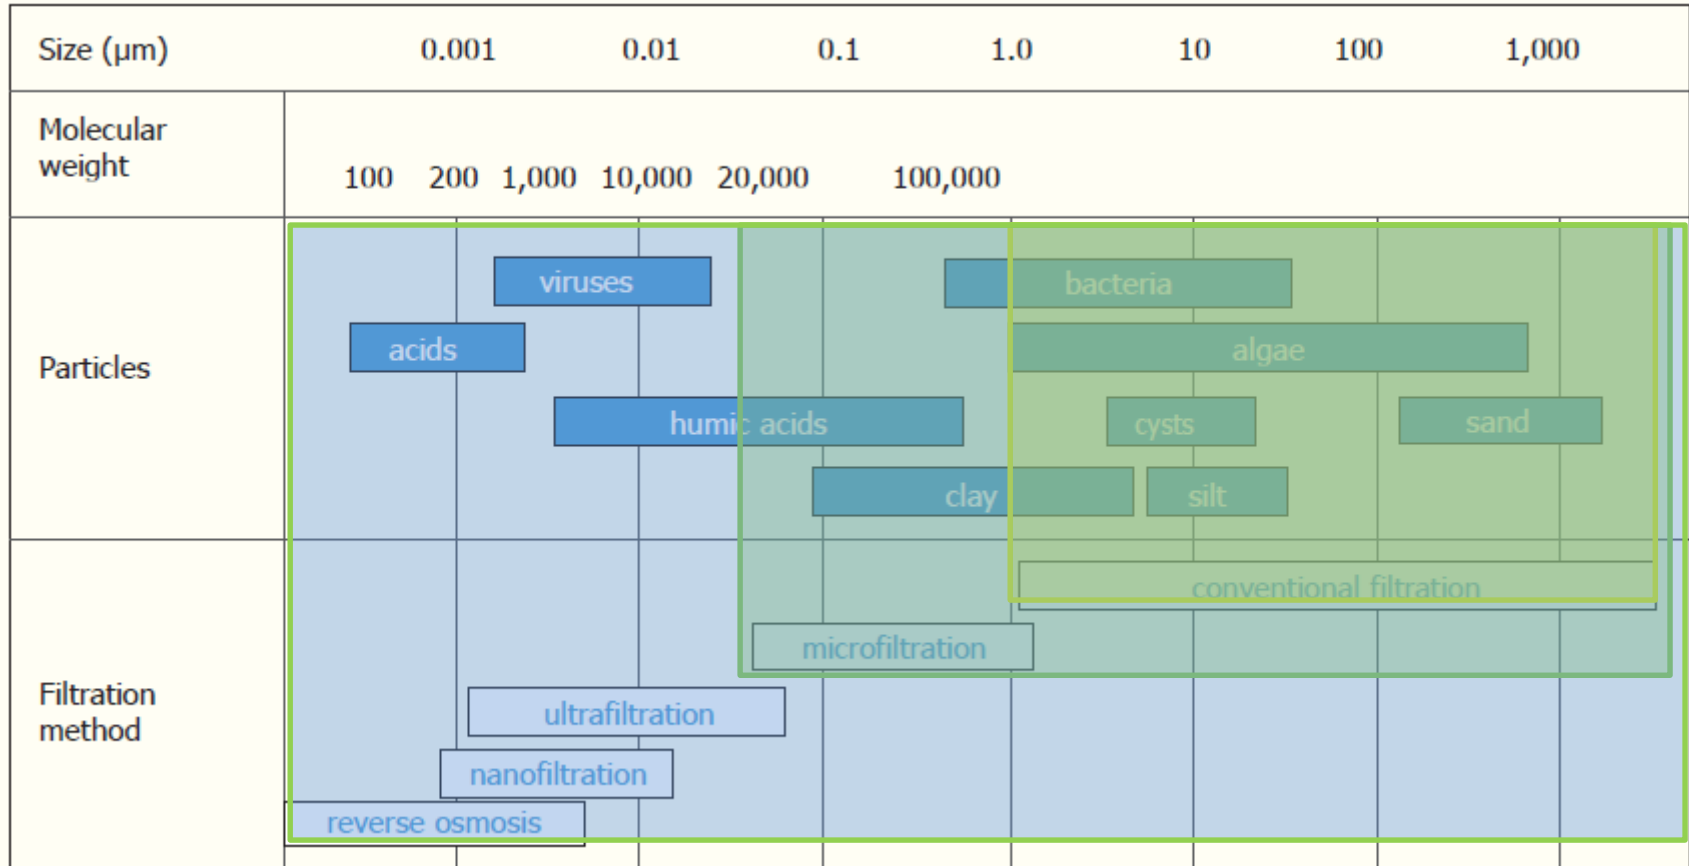 Size (µm) 0.001 0.01 0.1 1.0 10 100 1,000
Molecular
weight
100 200 1,000 10,000 20,000 100,000
Particles
viruses bacteria
acids algae
humic acids cysts sand
clay silt
Filtration
method
conventional filtration
microfiltration
ultrafiltration
nanofiltration
reverse osmosis